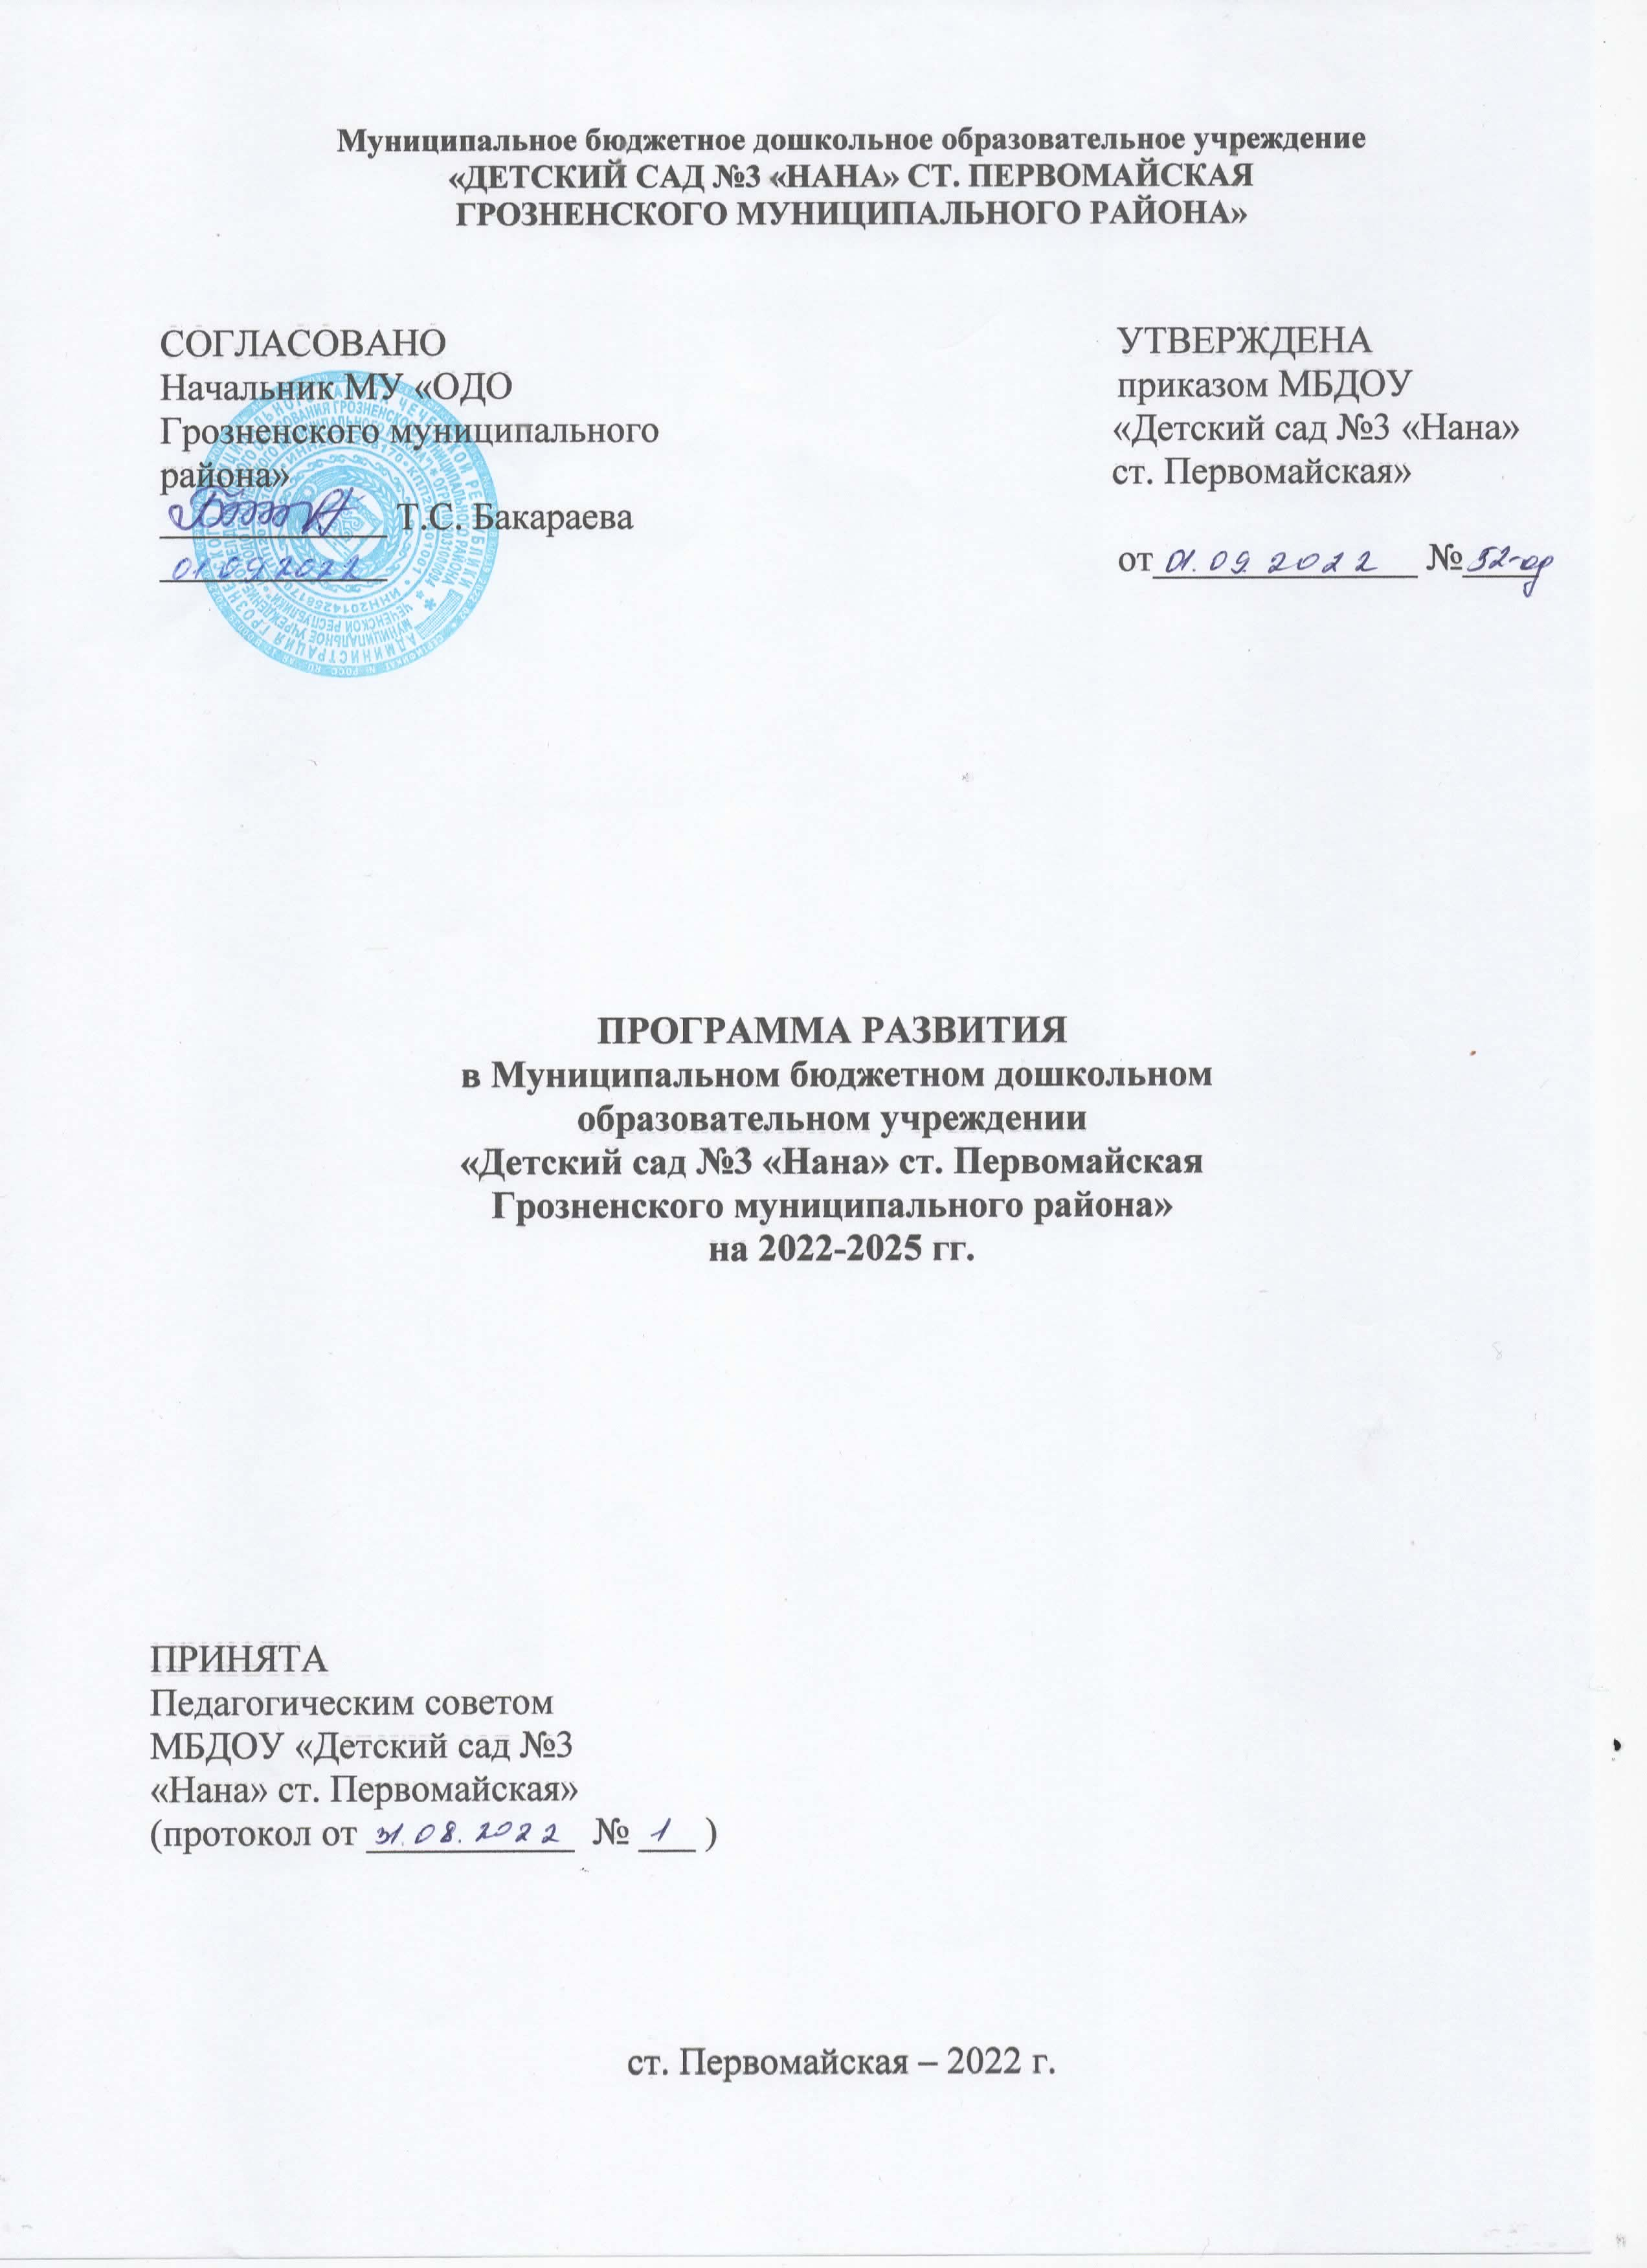 Муниципальное бюджетное дошкольное образовательное учреждение
«ДЕТСКИЙ САД №3 «НАНА» СТ. ПЕРВОМАЙСКАЯ
ГРОЗНЕНСКОГО МУНИЦИПАЛЬНОГО РАЙОНА»
СОГЛАСОВАНО
Начальник МУ «ОДО
Грозненского муниципального
района»
Т.С. Бакараева
01 09 2022
УТВЕРЖДЕНА
приказом МБДОУ
«Детский сад №3 «Нана»
ст. Первомайская»
от 01.09.2022 № 52-од
ПРОГРАММА РАЗВИТИЯ
в Муниципальном бюджетном дошкольном
образовательном учреждении
«Детский сад №3 «Нана» ст. Первомайская
Грозненского муниципального района»
на 2022-2025 гг.
ПРИНЯТА
Педагогическим советом
МБДОУ «Детский сад №3
«Нана» ст. Первомайская»
(протокол от 31.08.2022 № 1 )
ст. Первомайская – 2022 г.